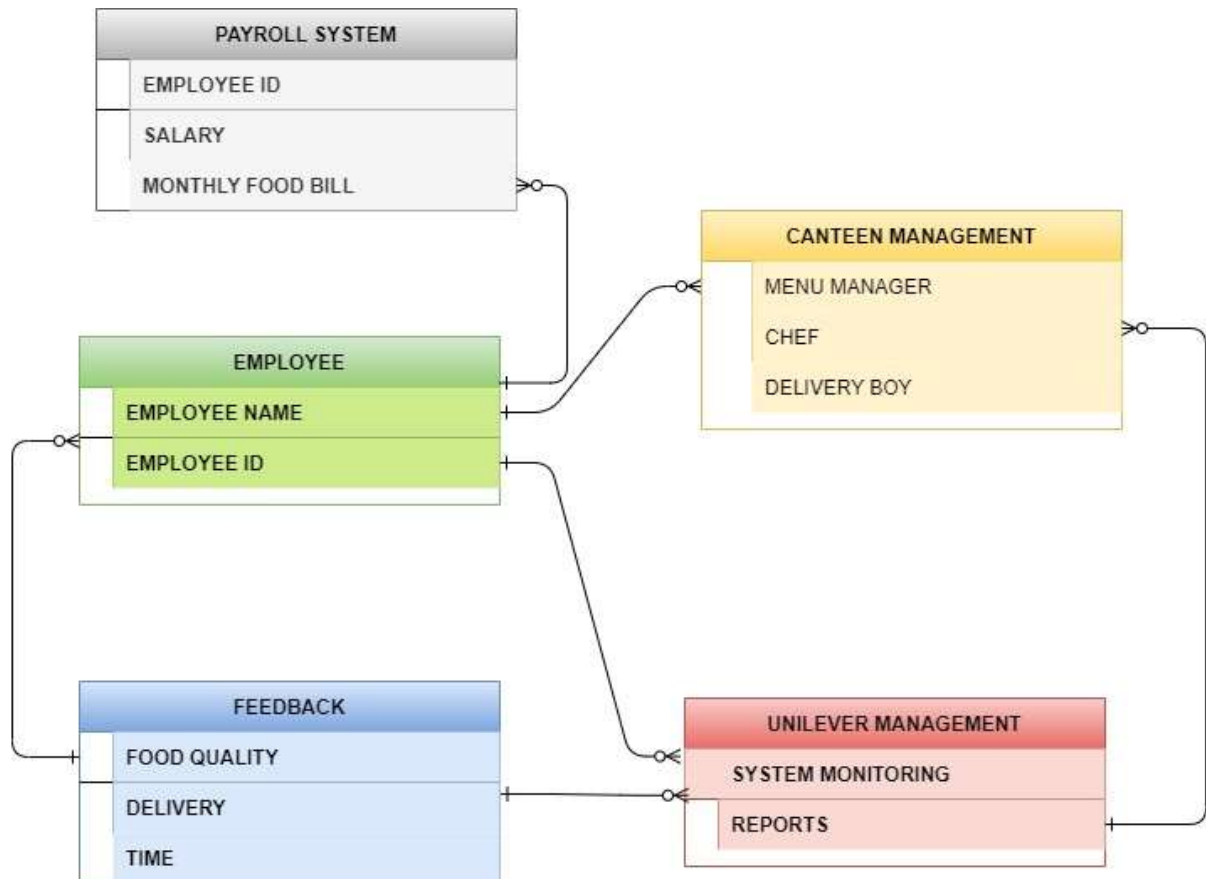 PAYROLL SYSTEM
EMPLOYEE ID
SALARY
MONTHLY FOOD BILL
CANTEEN MANAGEMENT
MENU MANAGER
CHEF
DELIVERY BOY
EMPLOYEE
EMPLOYEE NAME
EMPLOYEE ID
FEEDBACK
FOOD QUALITY
DELIVERY
TIME
UNILEVER MANAGEMENT
SYSTEM MONITORING
REPORTS